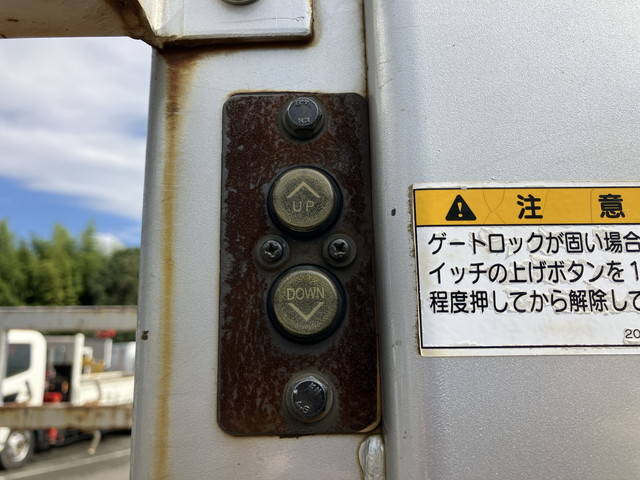 UP
DOWN
注 意
ゲートロックが固い場合
イッチの上げボタンを1
程度押してから解除して
20